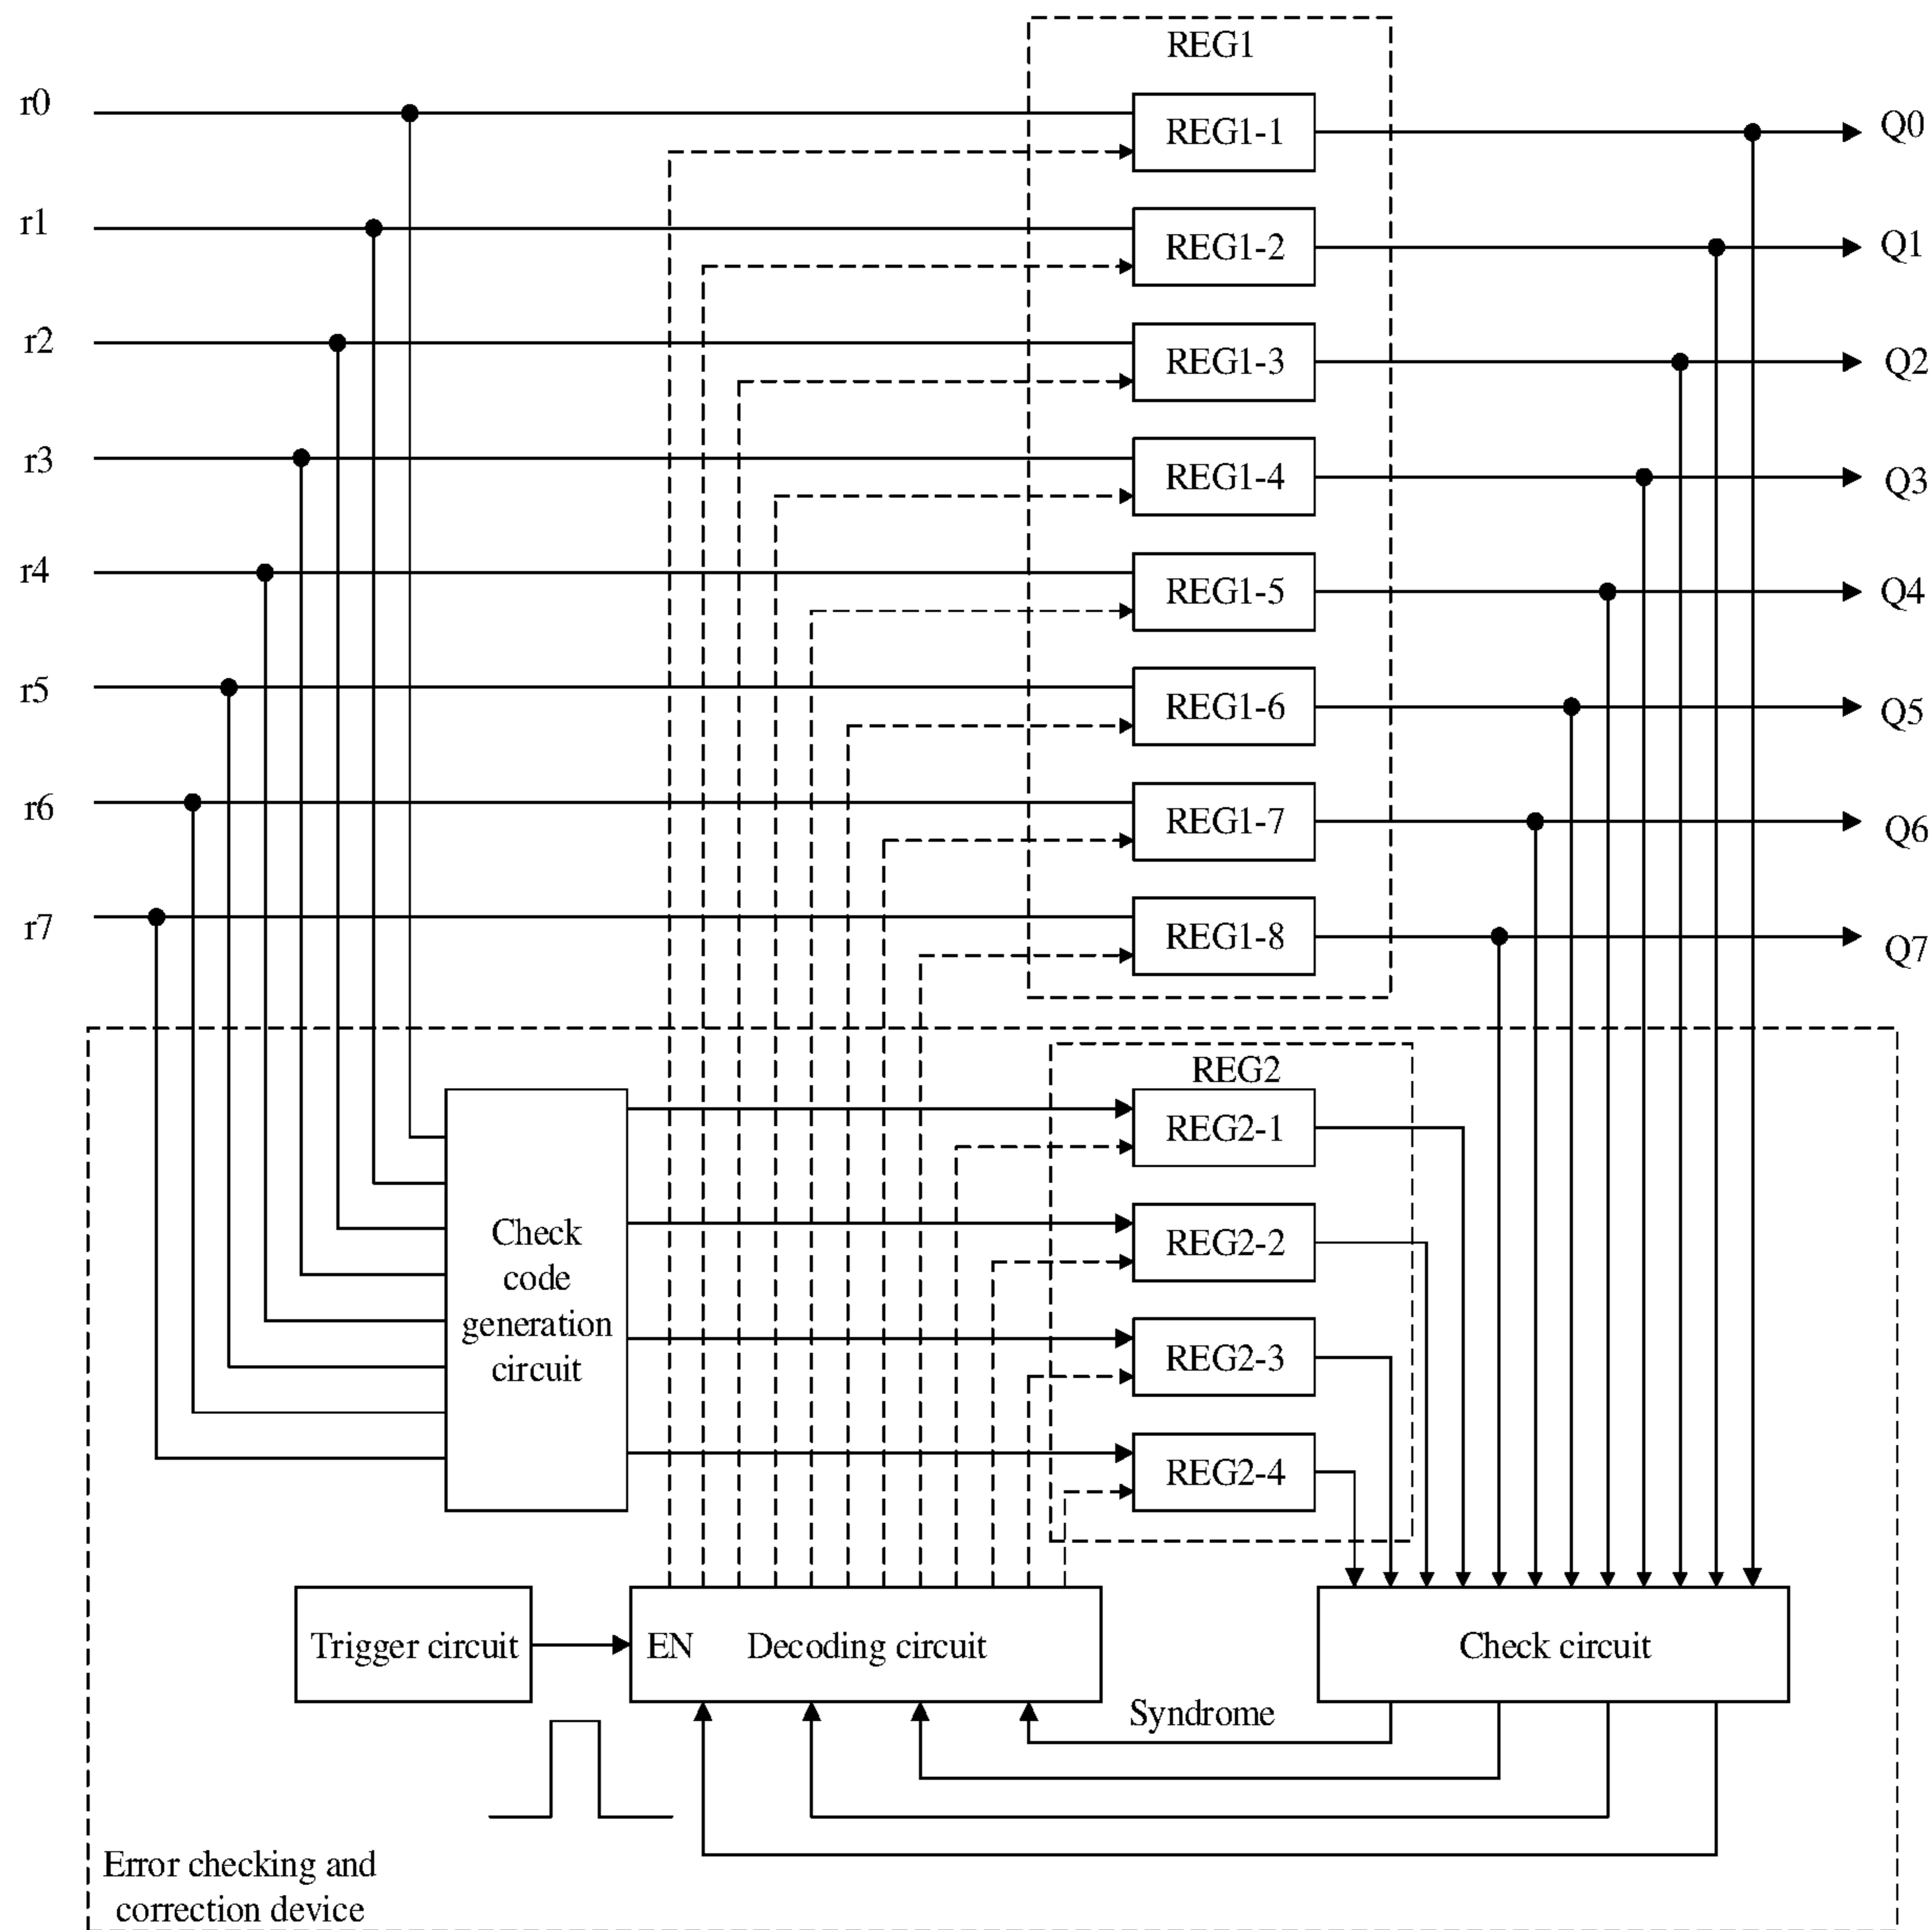 REG1
r0
REG1-1
Q0
r1
REG1-2
Q1
r2
REG1-3
Q2
r3
REG1-4
Q3
r4
REG1-5
Q4
r5
REG1-6
Q5
r6
REG1-7
Q6
r7
REG1-8
Q7
REG2
REG2-1
REG2-2
REG2-3
REG2-4
Check
code
generation
circuit
Trigger circuit
EN
Decoding circuit
Check circuit
Syndrome
Error checking and
correction device